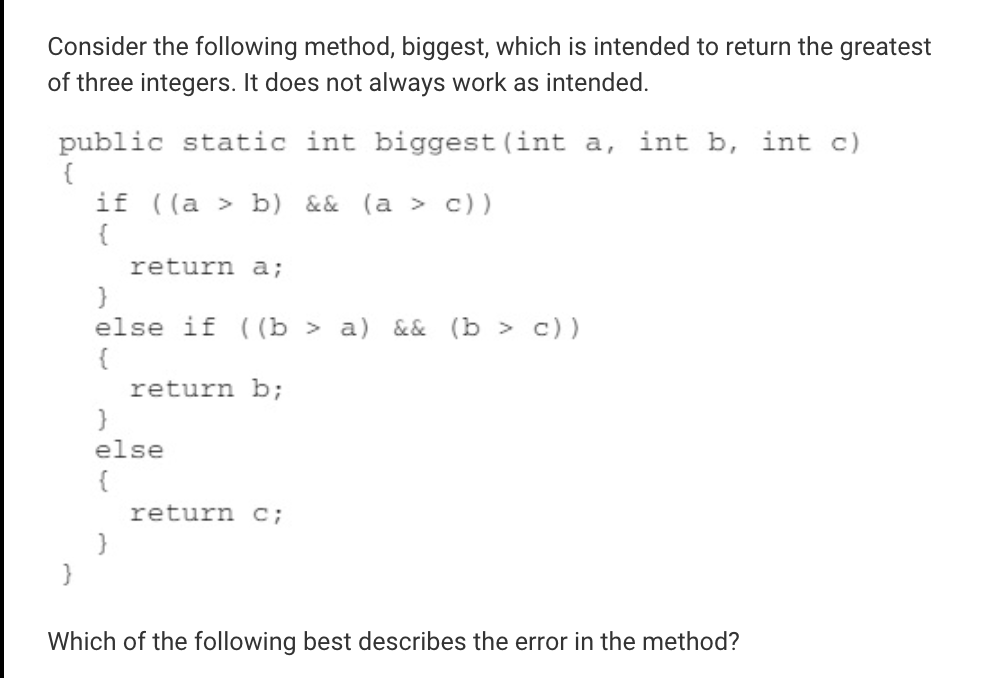 Consider the following method, biggest, which is intended to return the greatest
of three integers. It does not always work as intended.
public static int biggest(int a, int b, int c)
{
if ((a > b) && (a > c))
{
return a;
}
else if ((b > a) && (b > c))
{
return b;
}
else
{
return c;
}
}
Which of the following best describes the error in the method?